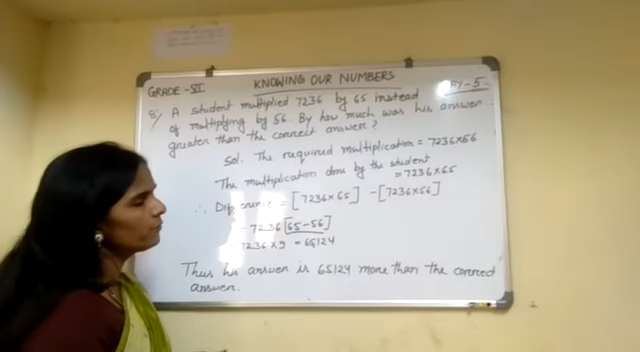 GRADE-VI
KNOWING OUR NUMBERS
-5
8/ A student multiplied 7236 by 65 instead
of multiplying by 56. By how much was his answer
greater than the correct answer?
Sol. The required multiplication = 7236×56
The multiplication done by the student
= 7236×65
∴ Difference = [7236×65] - [7236×56]
= 7236 [65-56]
7236 × 9 = 65124
Thus his answer is 65124 more than the correct
answer.